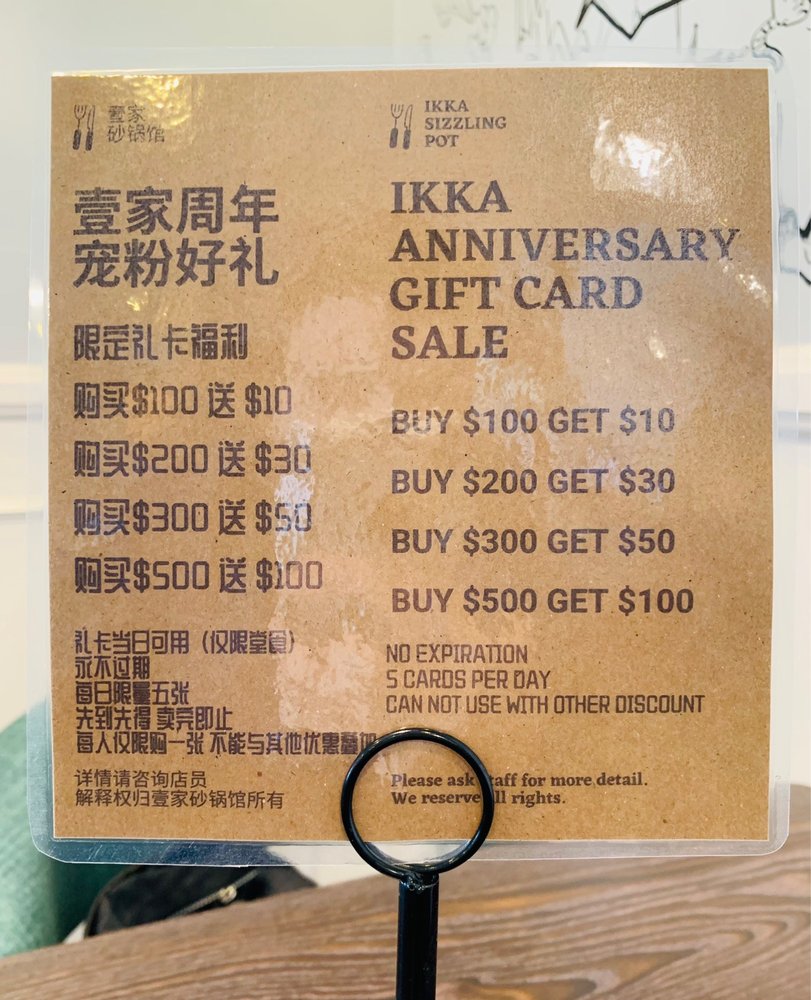 壹家
砂锅馆
壹家周年
宠粉好礼
限定礼卡福利
购买$100 送 $10
购买$200 送 $30
购买$300 送 $50
购买$500 送 $100
礼卡当日可用（仅限堂食）
永不过期
每日限量五张
先到先得 卖完即止
每人仅限购一张 不能与其他优惠叠加
详情请咨询店员
解释权归壹家砂锅馆所有
IKKA
SIZZLING
POT
IKKA
ANNIVERSARY
GIFT CARD
SALE
BUY $100 GET $10
BUY $200 GET $30
BUY $300 GET $50
BUY $500 GET $100
NO EXPIRATION
5 CARDS PER DAY
CAN NOT USE WITH OTHER DISCOUNT
Please ask staff for more detail.
We reserve all rights.